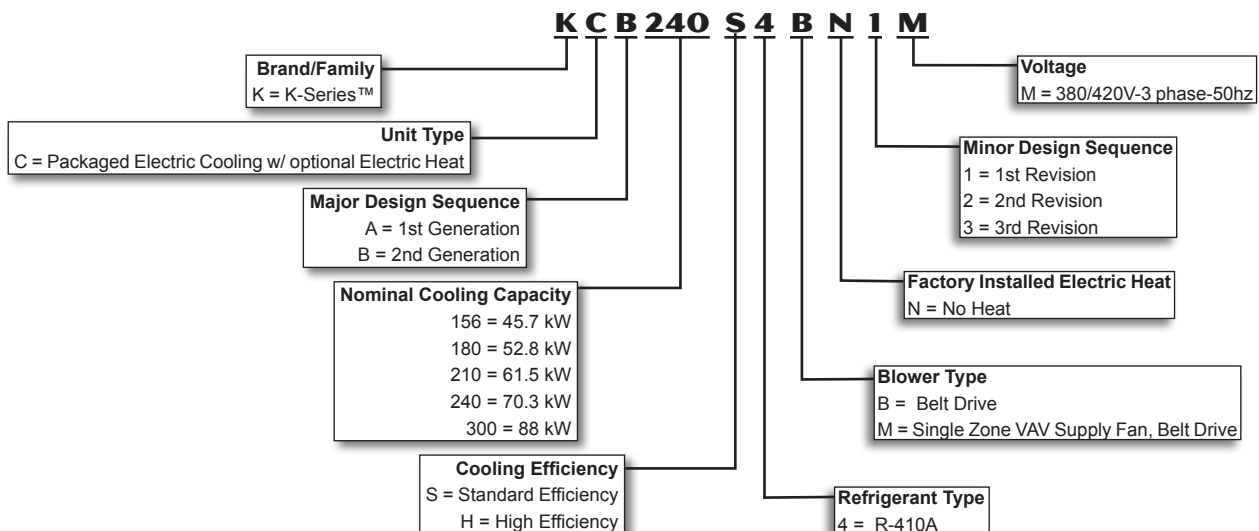 K C B 240 S 4 B N 1 M
Brand/Family
K = K-Series™
Unit Type
C = Packaged Electric Cooling w/ optional Electric Heat
Major Design Sequence
A = 1st Generation
B = 2nd Generation
Nominal Cooling Capacity
156 = 45.7 kW
180 = 52.8 kW
210 = 61.5 kW
240 = 70.3 kW
300 = 88 kW
Cooling Efficiency
S = Standard Efficiency
H = High Efficiency
Voltage
M = 380/420V-3 phase-50hz
Minor Design Sequence
1 = 1st Revision
2 = 2nd Revision
3 = 3rd Revision
Factory Installed Electric Heat
N = No Heat
Blower Type
B = Belt Drive
M = Single Zone VAV Supply Fan, Belt Drive
Refrigerant Type
4 = R-410A